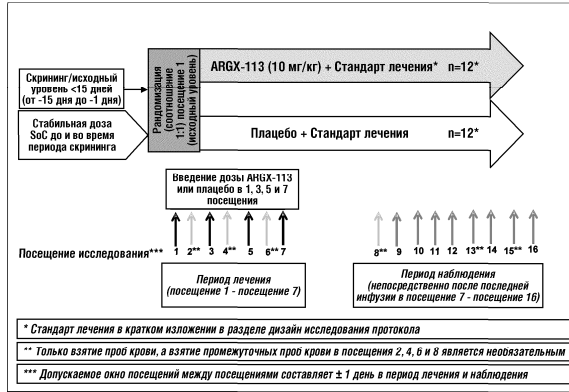 ARGX-113 (10 мг/кг) + Стандарт лечения* n=12*
Скрининг/исходный
уровень <15 дней
(от -15 дня до -1 дня)
Рандомизация
(соотношение
1:1) посещение 1
(исходный уровень)
Стабильная доза
SoC до и во время
периода скрининга
Плацебо + Стандарт лечения n=12*
Введение дозы ARGX-113
или плацебо в 1, 3, 5 и 7
посещения
Посещение исследования*** 1 2** 3 4** 5 6** 7 8** 9 10 11 12 13** 14 15** 16
Период лечения
(посещение 1 - посещение 7)
Период наблюдения
(непосредственно после последней
инфузии в посещение 7 - посещение 16)
* Стандарт лечения в кратком изложении в разделе дизайн исследования протокола
** Только взятие проб крови, а взятие промежуточных проб крови в посещения 2, 4, 6 и 8 является необязательным
*** Допускаемое окно посещений между посещениями составляет ± 1 день в период лечения и наблюдения